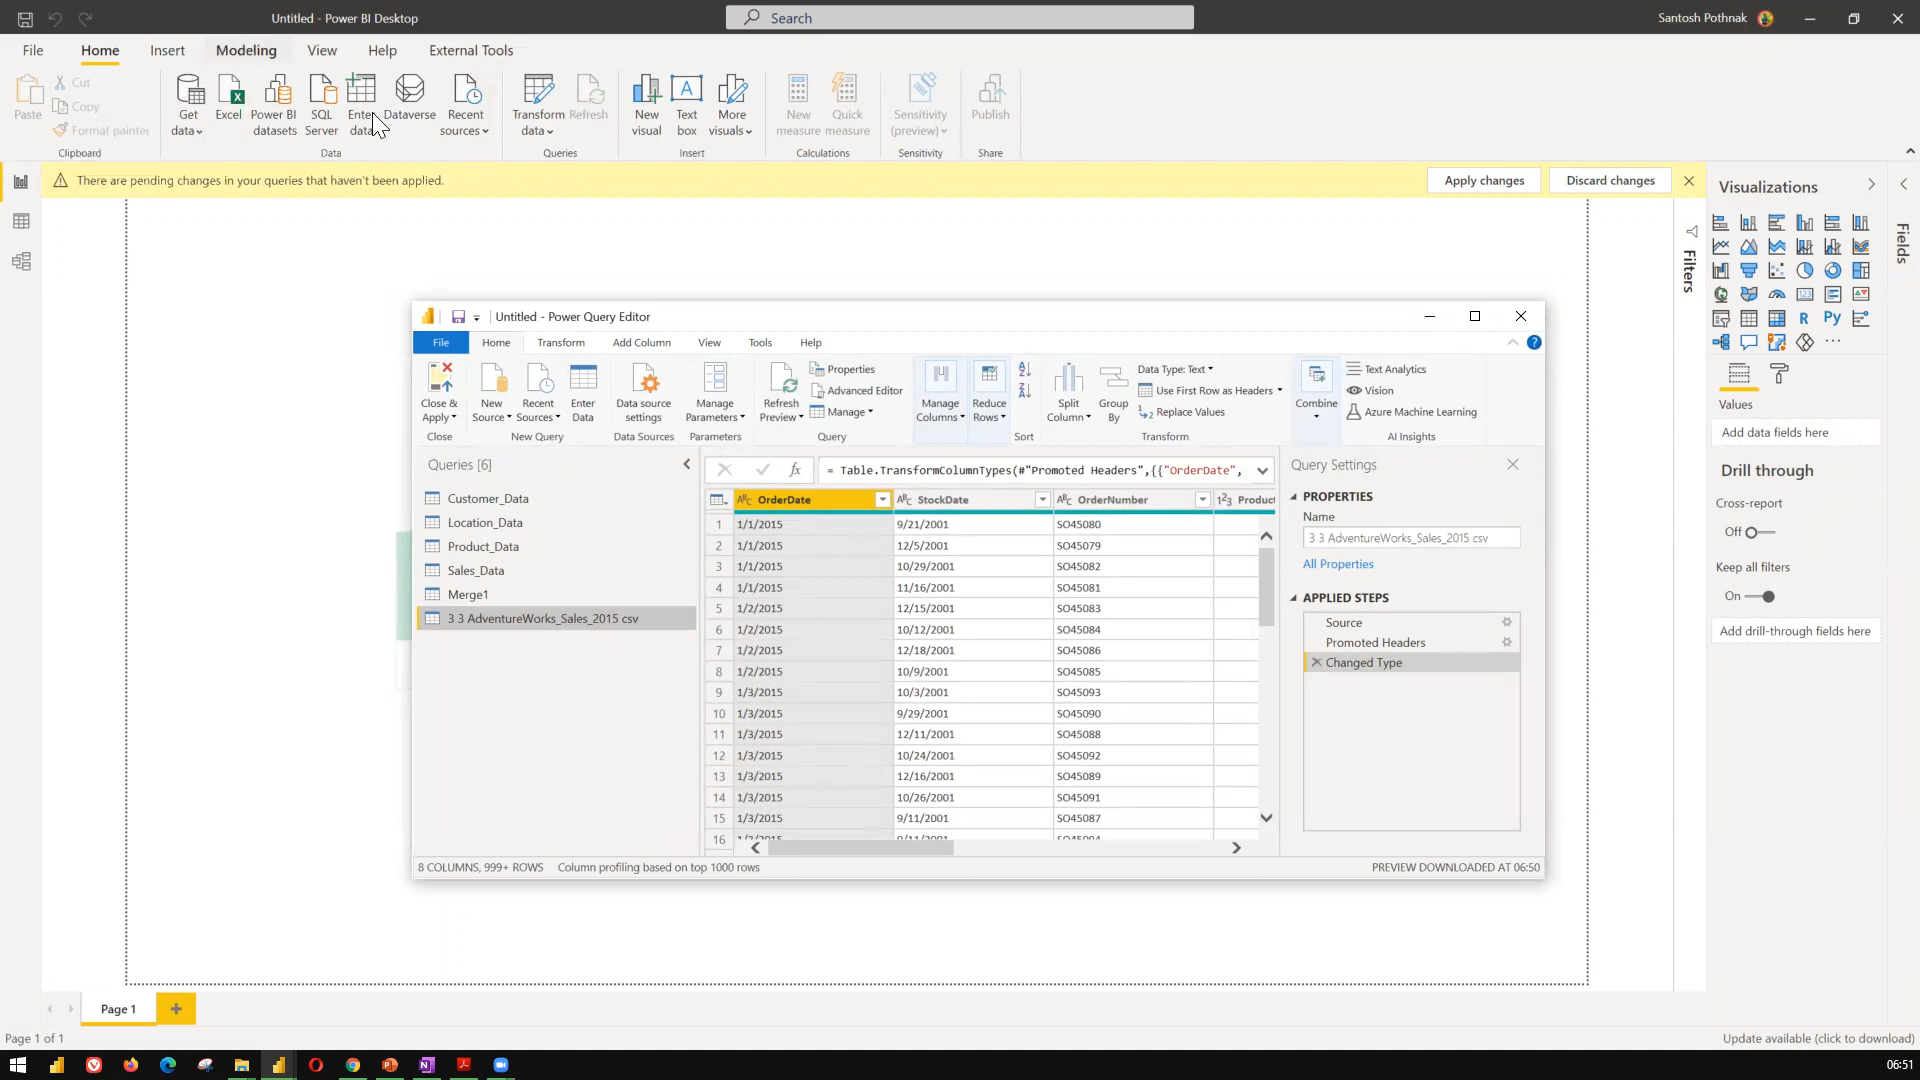 Untitled - Power BI Desktop
Search
Santosh Pothnak
File
Home
Insert
Modeling
View
Help
External Tools
Paste
Cut
Copy
Format painter
Clipboard
Get data
Excel
Power BI datasets
SQL Server
Enter data
Dataverse
Recent sources
Data
Transform data
Refresh
Queries
New visual
Text box
More visuals
Insert
New measure
Quick measure
Calculations
Sensitivity (preview)
Sensitivity
Publish
Share
There are pending changes in your queries that haven't been applied.
Apply changes
Discard changes
Filters
Visualizations
Fields
R
Py
Values
Add data fields here
Drill through
Cross-report
Off
Keep all filters
On
Add drill-through fields here
Untitled - Power Query Editor
File
Home
Transform
Add Column
View
Tools
Help
Close & Apply
Close
New Source
Recent Sources
Enter Data
New Query
Data source settings
Data Sources
Manage Parameters
Parameters
Refresh Preview
Properties
Advanced Editor
Manage
Query
Manage Columns
Reduce Rows
Sort
Split Column
Group By
Data Type: Text
Use First Row as Headers
Replace Values
Transform
Combine
Text Analytics
Vision
Azure Machine Learning
AI Insights
Queries [6]
Customer_Data
Location_Data
Product_Data
Sales_Data
Merge1
3 3 AdventureWorks_Sales_2015 csv
fx
= Table.TransformColumnTypes(#"Promoted Headers",{{"OrderDate",
OrderDate StockDate OrderNumber Product
1 1/1/2015 9/21/2001 SO45080
2 1/1/2015 12/5/2001 SO45079
3 1/1/2015 10/29/2001 SO45082
4 1/1/2015 11/16/2001 SO45081
5 1/2/2015 12/15/2001 SO45083
6 1/2/2015 10/12/2001 SO45084
7 1/2/2015 12/18/2001 SO45086
8 1/2/2015 10/9/2001 SO45085
9 1/3/2015 10/3/2001 SO45093
10 1/3/2015 9/29/2001 SO45090
11 1/3/2015 12/11/2001 SO45088
12 1/3/2015 10/24/2001 SO45092
13 1/3/2015 12/16/2001 SO45089
14 1/3/2015 10/26/2001 SO45091
15 1/3/2015 9/11/2001 SO45087
16 1/3/2015 9/11/2001 SO45094
Query Settings
PROPERTIES
Name
3 3 AdventureWorks_Sales_2015 csv
All Properties
APPLIED STEPS
Source
Promoted Headers
Changed Type
8 COLUMNS, 999+ ROWS
Column profiling based on top 1000 rows
PREVIEW DOWNLOADED AT 06:50
Page 1
Page 1 of 1
Update available (click to download)
06:51